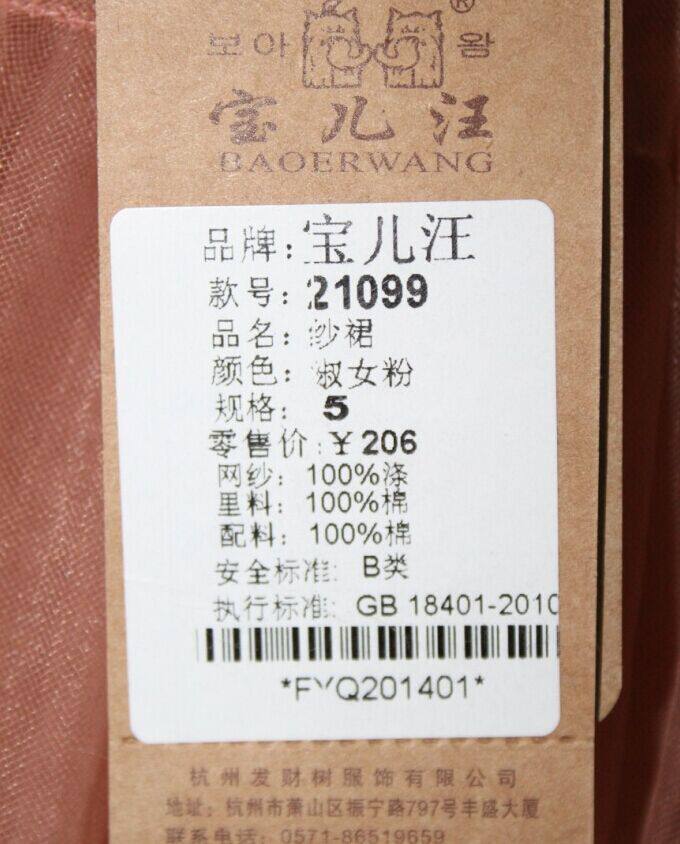 보아 왕 ®
宝儿汪
BAOERWANG
品牌:宝儿汪
款号:21099
品名:纱裙
颜色:淑女粉
规格: 5
零售价:¥206
网纱: 100%涤
里料: 100%棉
配料: 100%棉
安全标准: B类
执行标准: GB 18401-2010
*FYQ201401*
杭州发财树服饰有限公司
地址: 杭州市萧山区振宁路797号丰盛大厦
联系电话: 0571-86519659